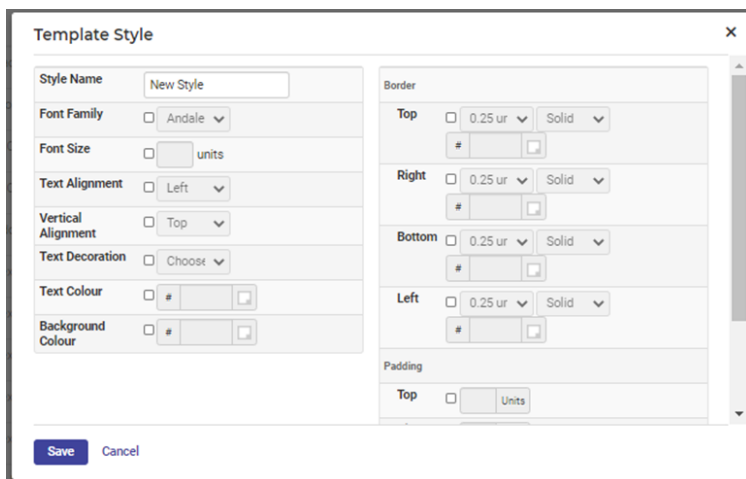 Template Style
×
Style Name New Style
Font Family Andale
Font Size units
Text Alignment Left
Vertical
Alignment Top
Text Decoration Choose
Text Colour #
Background
Colour #
Border
Top 0.25 ur Solid
#
Right 0.25 ur Solid
#
Bottom 0.25 ur Solid
#
Left 0.25 ur Solid
#
Padding
Top Units
Save Cancel